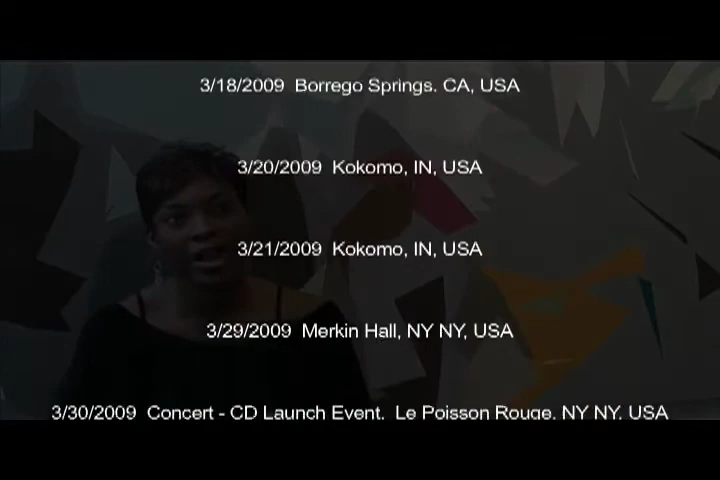 3/18/2009 Borrego Springs. CA, USA
3/20/2009 Kokomo, IN, USA
3/21/2009 Kokomo, IN, USA
3/29/2009 Merkin Hall, NY NY, USA
3/30/2009 Concert - CD Launch Event. Le Poisson Rouge. NY NY. USA